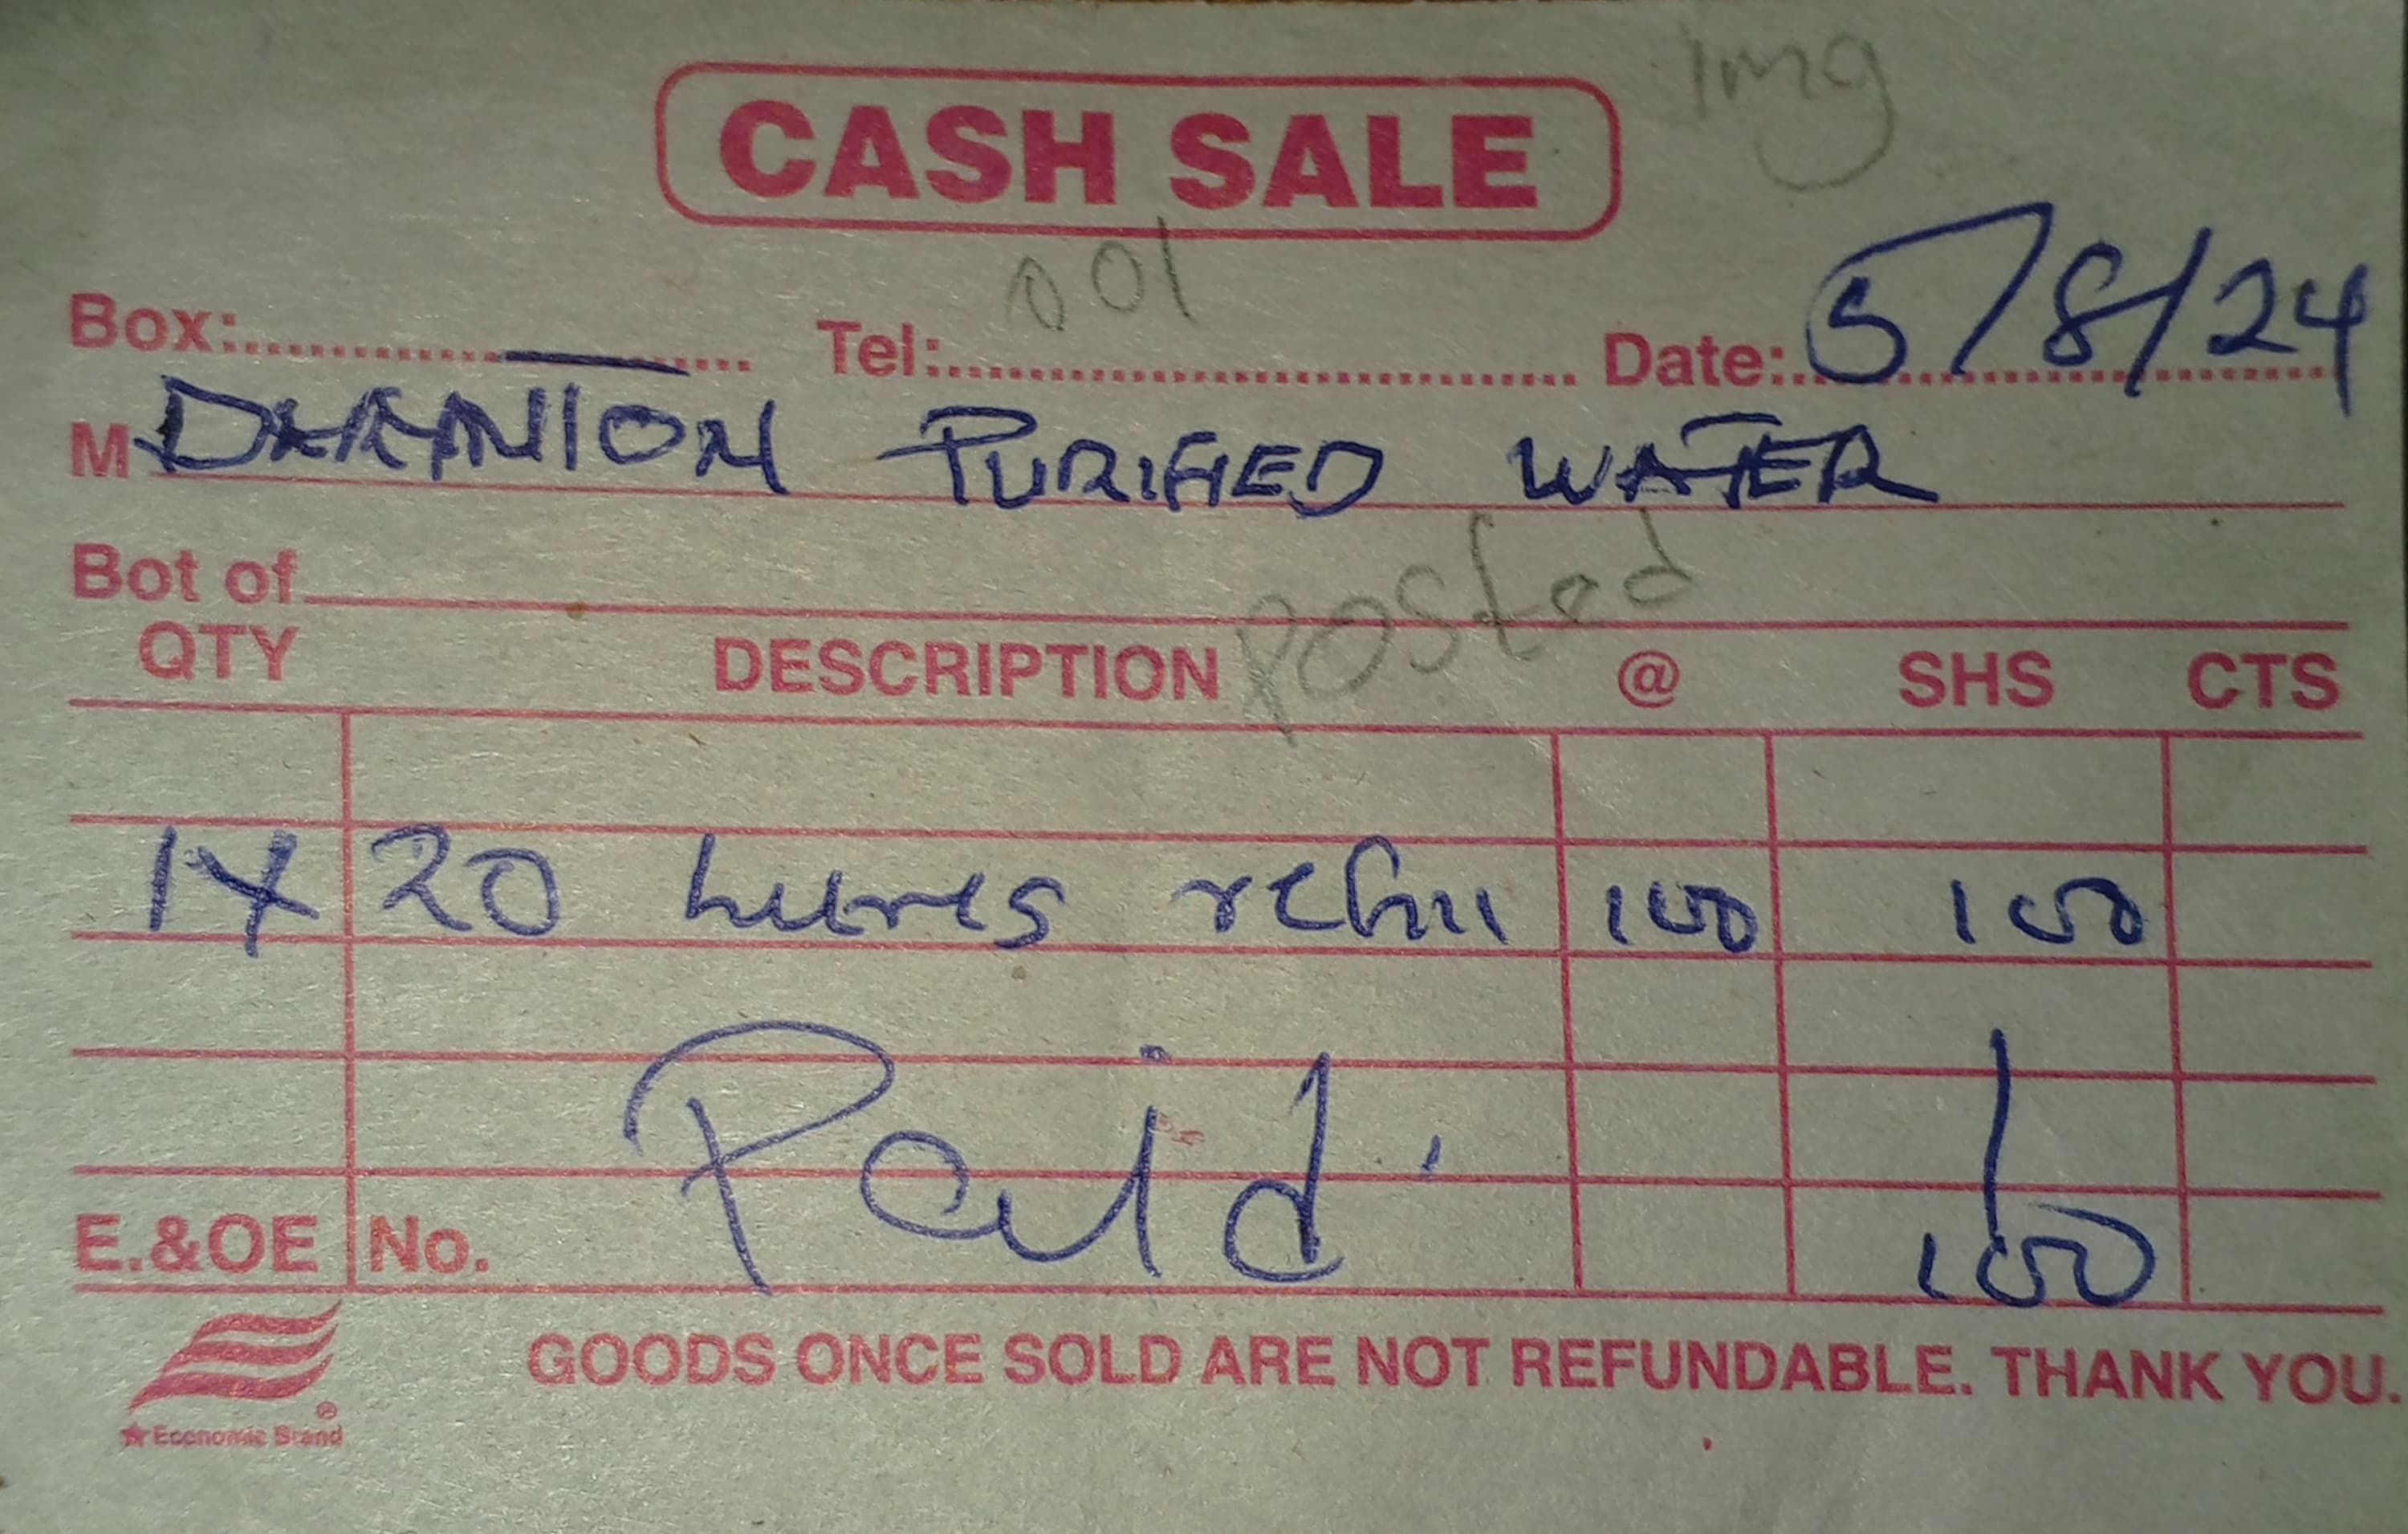 1mg
CASH SALE
001
Box: Tel: Date: 5/8/24
M PURIFIED WATER
Bot of
posted
QTY DESCRIPTION @ SHS CTS
1X 20 litres refill 100 100
Paid
E.&OE No. 100
GOODS ONCE SOLD ARE NOT REFUNDABLE. THANK YOU.
Economic Brand